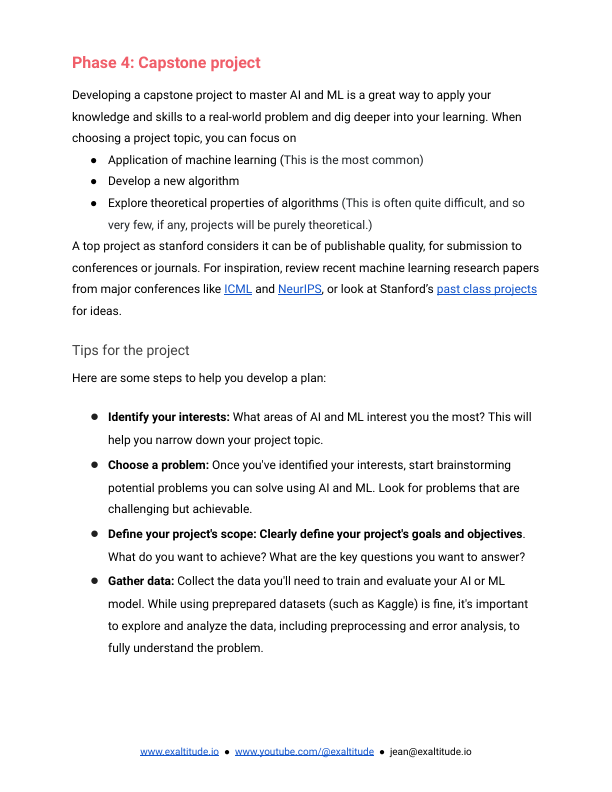 Phase 4: Capstone project
Developing a capstone project to master AI and ML is a great way to apply your
knowledge and skills to a real-world problem and dig deeper into your learning. When
choosing a project topic, you can focus on
● Application of machine learning (This is the most common)
● Develop a new algorithm
● Explore theoretical properties of algorithms (This is often quite difficult, and so
very few, if any, projects will be purely theoretical.)
A top project as stanford considers it can be of publishable quality, for submission to
conferences or journals. For inspiration, review recent machine learning research papers
from major conferences like ICML and NeurIPS, or look at Stanford’s past class projects
for ideas.
Tips for the project
Here are some steps to help you develop a plan:
● Identify your interests: What areas of AI and ML interest you the most? This will
help you narrow down your project topic.
● Choose a problem: Once you've identified your interests, start brainstorming
potential problems you can solve using AI and ML. Look for problems that are
challenging but achievable.
● Define your project's scope: Clearly define your project's goals and objectives.
What do you want to achieve? What are the key questions you want to answer?
● Gather data: Collect the data you'll need to train and evaluate your AI or ML
model. While using preprepared datasets (such as Kaggle) is fine, it's important
to explore and analyze the data, including preprocessing and error analysis, to
fully understand the problem.
www.exaltitude.io ● www.youtube.com/@exaltitude ● jean@exaltitude.io